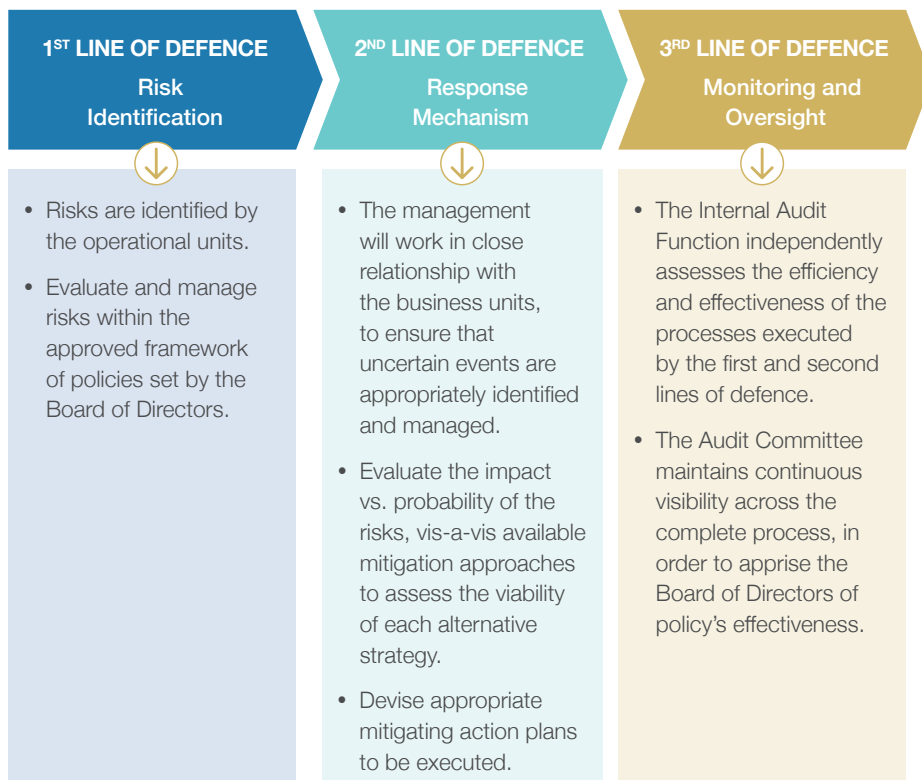 1ST LINE OF DEFENCE
Risk
Identification
2ND LINE OF DEFENCE
Response
Mechanism
3RD LINE OF DEFENCE
Monitoring and
Oversight
• Risks are identified by
the operational units.
• Evaluate and manage
risks within the
approved framework
of policies set by the
Board of Directors.
• The management
will work in close
relationship with
the business units,
to ensure that
uncertain events are
appropriately identified
and managed.
• Evaluate the impact
vs. probability of the
risks, vis-a-vis available
mitigation approaches
to assess the viability
of each alternative
strategy.
• Devise appropriate
mitigating action plans
to be executed.
• The Internal Audit
Function independently
assesses the efficiency
and effectiveness of the
processes executed
by the first and second
lines of defence.
• The Audit Committee
maintains continuous
visibility across the
complete process, in
order to apprise the
Board of Directors of
policy's effectiveness.